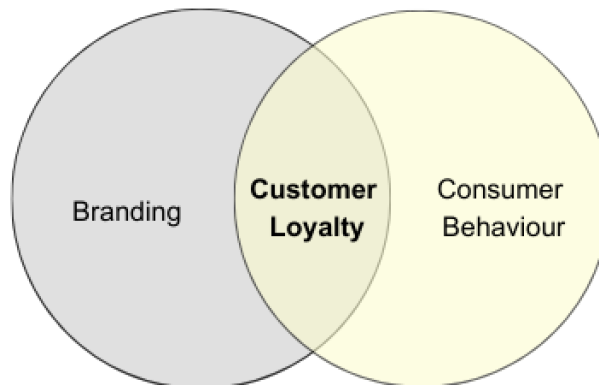 Branding
Customer
Loyalty
Consumer
Behaviour